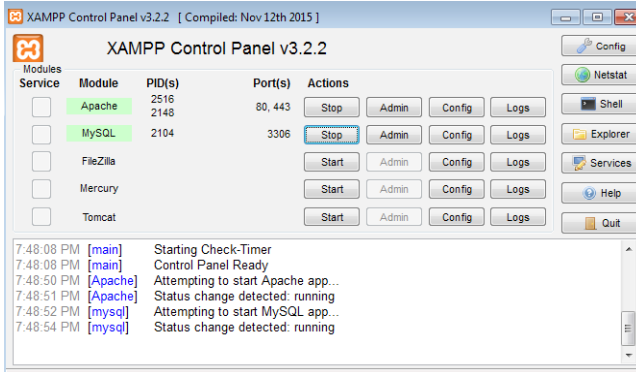 XAMPP Control Panel v3.2.2 [ Compiled: Nov 12th 2015 ]
XAMPP Control Panel v3.2.2
Config
Modules
Service Module PID(s) Port(s) Actions
Netstat
Apache 2516 2148 80, 443 Stop Admin Config Logs
Shell
MySQL 2104 3306 Stop Admin Config Logs
Explorer
FileZilla Start Admin Config Logs
Services
Mercury Start Admin Config Logs
Help
Tomcat Start Admin Config Logs
Quit
7:48:08 PM [main] Starting Check-Timer
7:48:08 PM [main] Control Panel Ready
7:48:50 PM [Apache] Attempting to start Apache app...
7:48:51 PM [Apache] Status change detected: running
7:48:52 PM [mysql] Attempting to start MySQL app...
7:48:54 PM [mysql] Status change detected: running